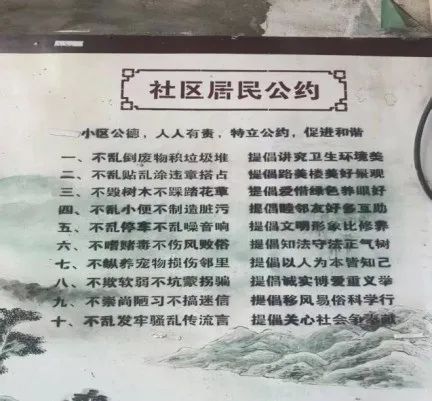 社区居民公约
小区公德，人人有责，特立公约，促进和谐
一、不乱倒废物积垃圾堆 提倡讲究卫生环境美
二、不乱贴乱涂违章搭占 提倡路美楼美好景观
三、不毁树木不踩踏花草 提倡爱惜绿色养眼好
四、不乱小便不制造脏污 提倡睦邻友好多互助
五、不乱停车不乱噪音响 提倡文明形象比修养
六、不嗜赌毒不伤风败俗 提倡知法守法正气树
七、不纵养宠物损伤邻里 提倡以人为本皆知己
八、不欺软弱不坑蒙拐骗 提倡诚实博爱重义举
九、不崇尚陋习不搞迷信 提倡移风易俗科学行
十、不乱发牢骚乱传流言 提倡关心社会争奉献